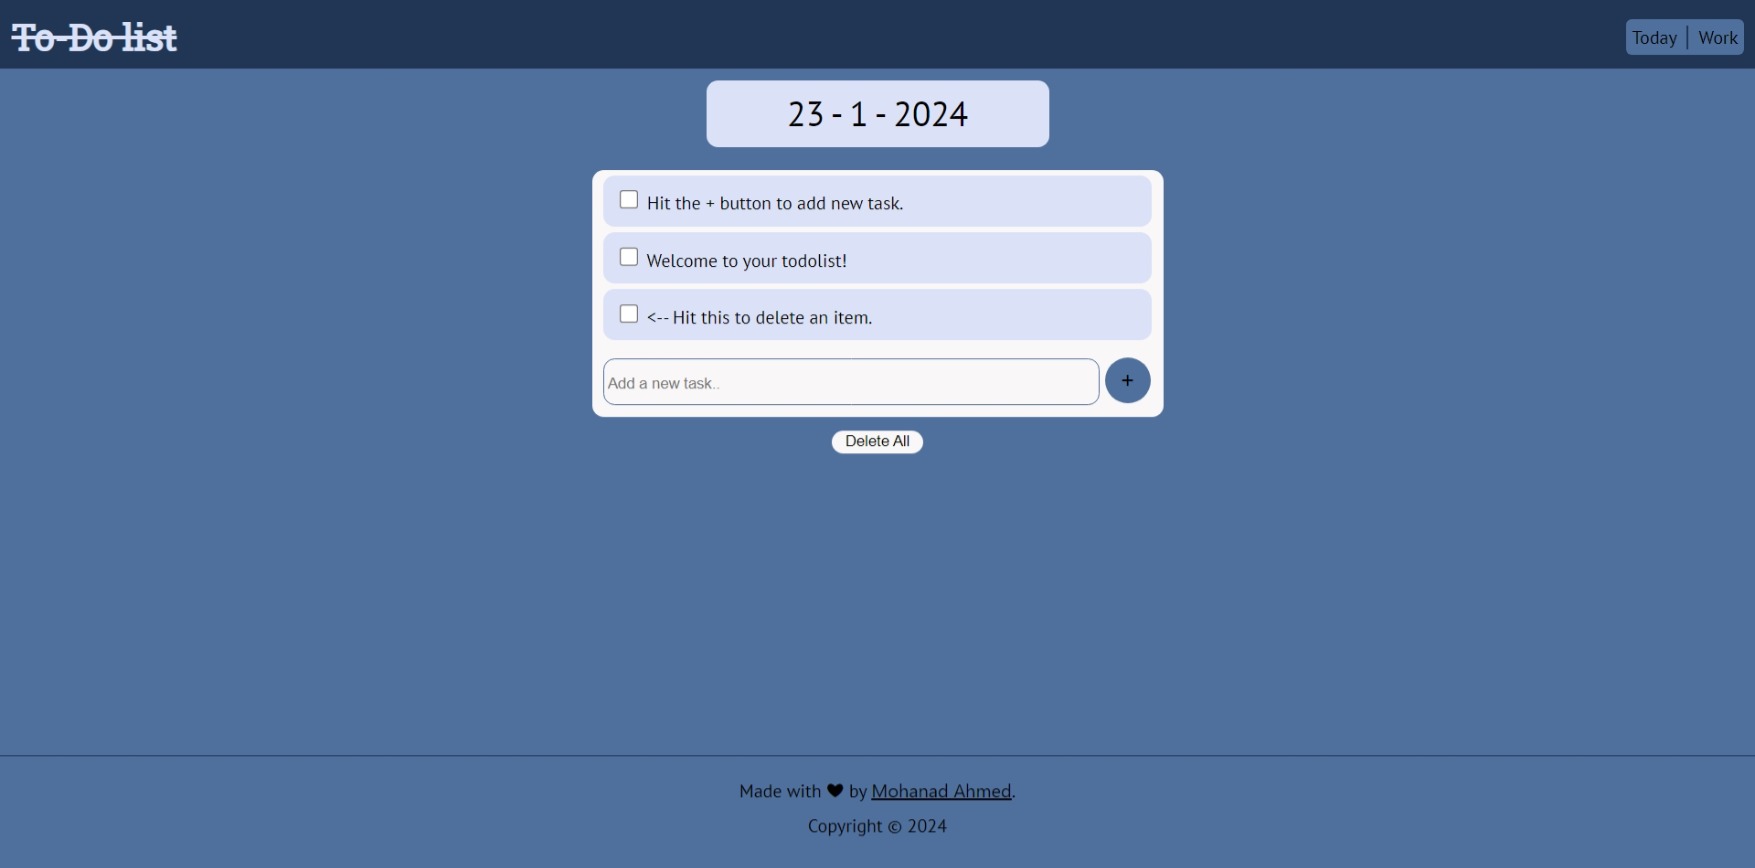 To-Do list
Today | Work
23 - 1 - 2024
Hit the + button to add new task.
Welcome to your todolist!
<-- Hit this to delete an item.
Add a new task..
+
Delete All
Made with ♥ by Mohanad Ahmed.
Copyright © 2024